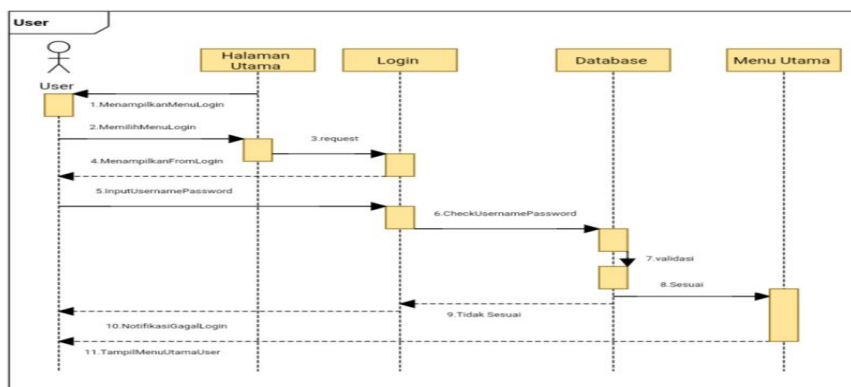 User
Halaman
Utama
Login
Database
Menu Utama
User
1.MenampilkanMenuLogin
2.MemilihMenuLogin
3.request
4.MenampilkanFromLogin
5.InputUsernamePassword
6.CheckUsernamePassword
7.validasi
8.Sesuai
9.Tidak Sesuai
10.NotifikasiGagalLogin
11.TampilMenuUtamaUser